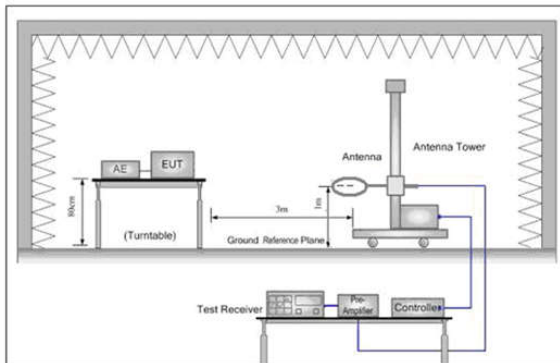 Antenna Tower
Antenna
EUT
AE
80cm
1m
3m
(Turntable)
Ground Reference Plane
Test Receiver
Pre-
Amplifier
Controller